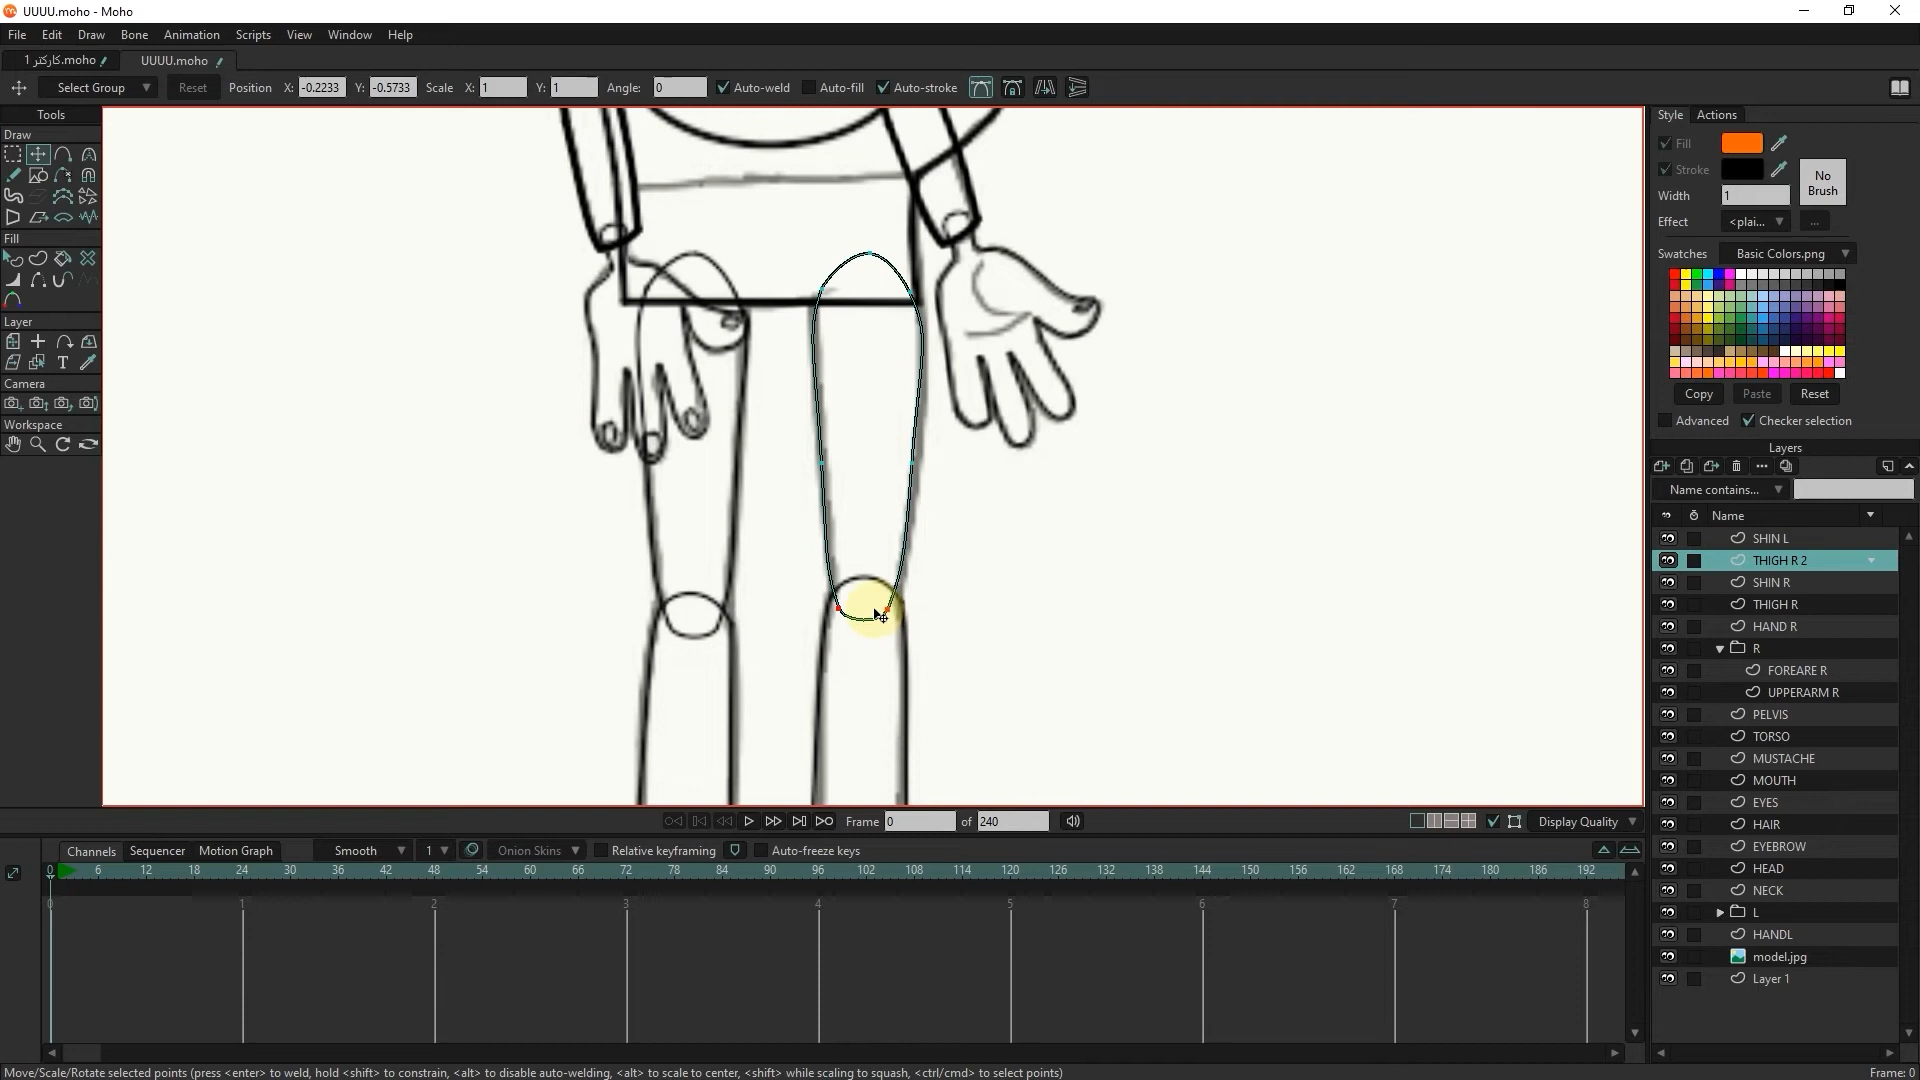 UUUU.moho - Moho
File Edit Draw Bone Animation Scripts View Window Help
کارکتر 1.moho
UUUU.moho
Select Group Reset Position X: -0.2233 Y: -0.5733 Scale X: 1 Y: 1 Angle: 0 Auto-weld Auto-fill Auto-stroke
Tools
Draw
Fill
Layer
Camera
Workspace
Style Actions
Fill
Stroke
No Brush
Width 1
Effect <plai... ...
Swatches Basic Colors.png
Copy Paste Reset
Advanced Checker selection
Layers
Name contains...
Name
SHIN L
THIGH R 2
SHIN R
THIGH R
HAND R
R
FOREARE R
UPPERARM R
PELVIS
TORSO
MUSTACHE
MOUTH
EYES
HAIR
EYEBROW
HEAD
NECK
L
HANDL
model.jpg
Layer 1
Frame 0 of 240 Display Quality
Channels Sequencer Motion Graph Smooth 1 Onion Skins Relative keyframing Auto-freeze keys
0 6 12 18 24 30 36 42 48 54 60 66 72 78 84 90 96 102 108 114 120 126 132 138 144 150 156 162 168 174 180 186 192
0 1 2 3 4 5 6 7 8
Move/Scale/Rotate selected points (press <enter> to weld, hold <shift> to constrain, <alt> to disable auto-welding, <alt> to scale to center, <shift> while scaling to squash, <ctrl/cmd> to select points) Frame: 0